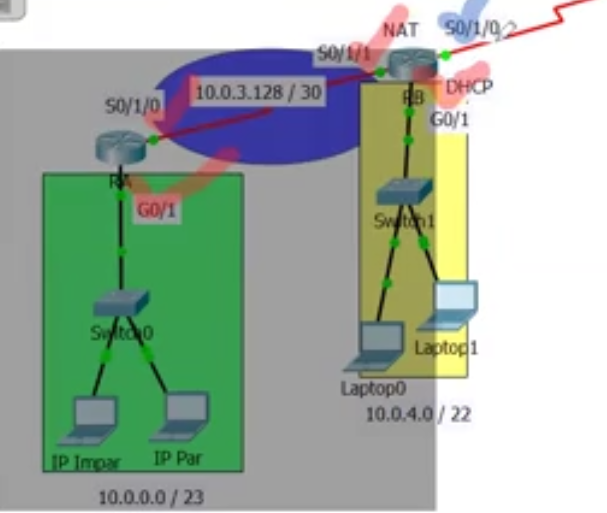 NAT
S0/1/0
S0/1/1
10.0.3.128 / 30
DHCP
S0/1/0
RB
G0/1
RA
G0/1
Switch1
Switch0
Laptop1
Laptop0
10.0.4.0 / 22
IP Impar
IP Par
10.0.0.0 / 23